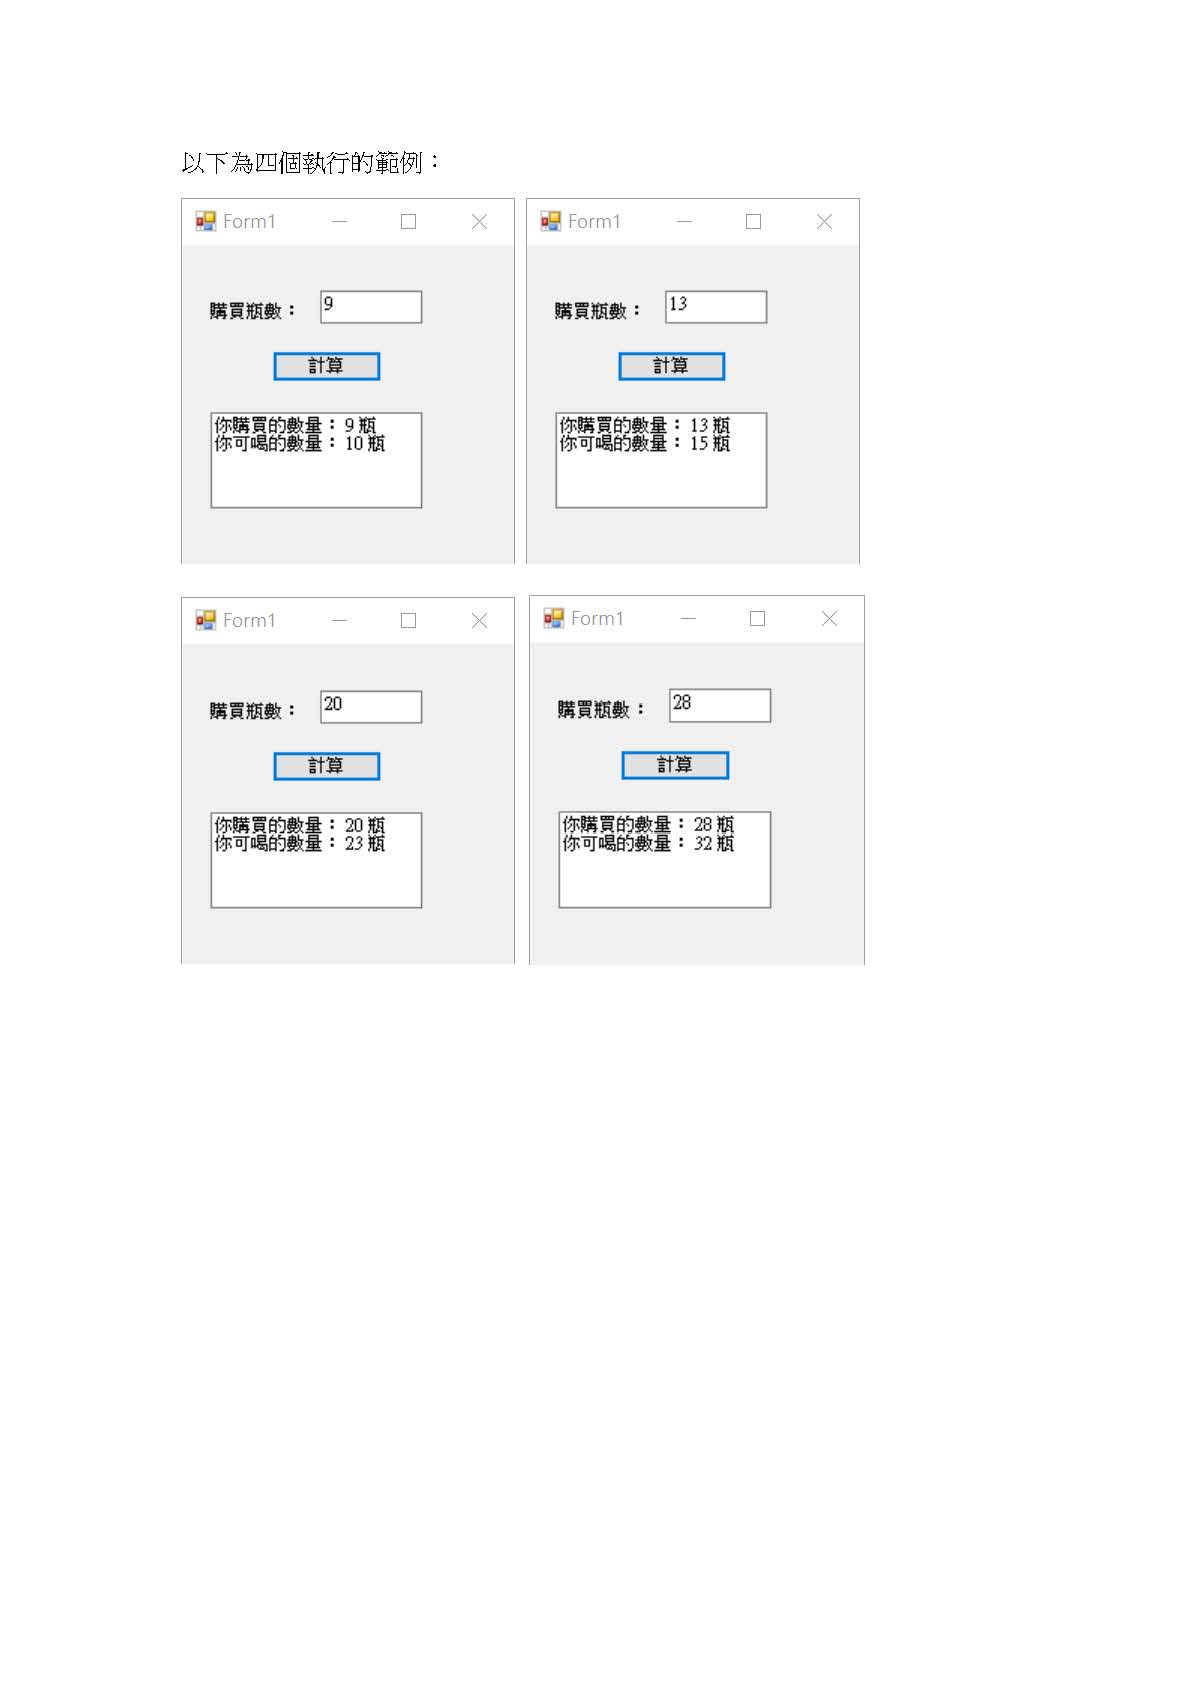 以下為四個執行的範例：
Form1
購買瓶數： 9
計算
你購買的數量： 9 瓶
你可喝的數量： 10 瓶
Form1
購買瓶數： 13
計算
你購買的數量： 13 瓶
你可喝的數量： 15 瓶
Form1
購買瓶數： 20
計算
你購買的數量： 20 瓶
你可喝的數量： 23 瓶
Form1
購買瓶數： 28
計算
你購買的數量： 28 瓶
你可喝的數量： 32 瓶